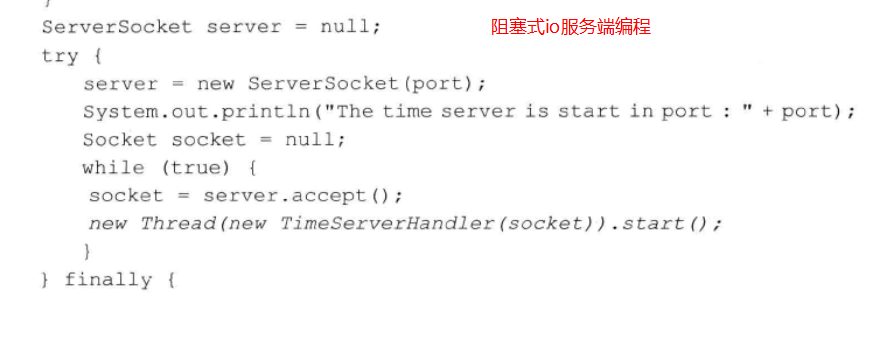 }
ServerSocket server = null;
阻塞式io服务端编程
try {
server = new ServerSocket(port);
System.out.println("The time server is start in port : " + port);
Socket socket = null;
while (true) {
socket = server.accept();
new Thread(new TimeServerHandler(socket)).start();
}
} finally {